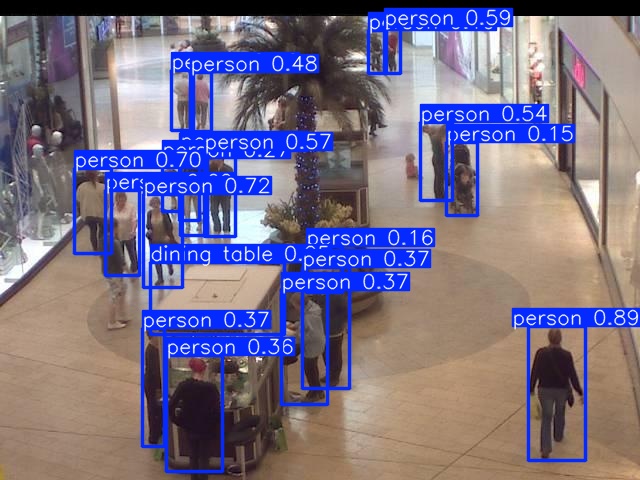 person 0.59
person 0.48
person 0.54
person 0.15
person 0.57
person 0.70
person 0.72
person 0.16
dining table
person 0.37
person 0.37
person 0.89
person 0.37
person 0.36